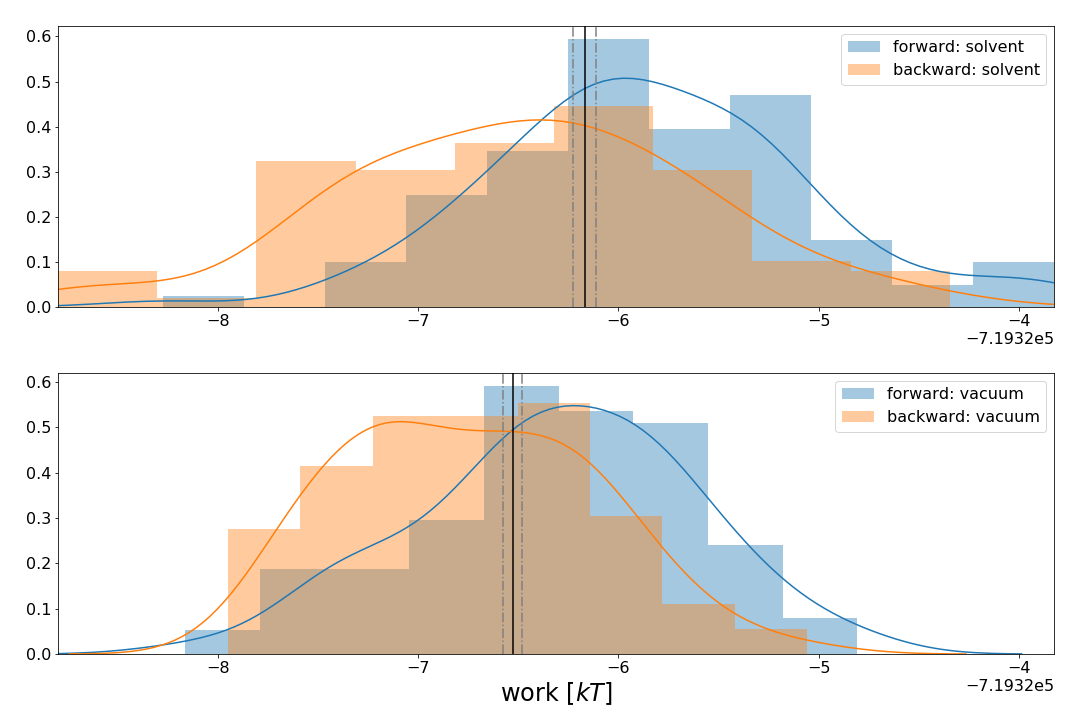 0.6
0.5
0.4
0.3
0.2
0.1
0.0
forward: solvent
backward: solvent
−8 −7 −6 −5 −4
−7.1932e5
0.6
0.5
0.4
0.3
0.2
0.1
0.0
forward: vacuum
backward: vacuum
−8 −7 −6 −5 −4
−7.1932e5
work [kT]